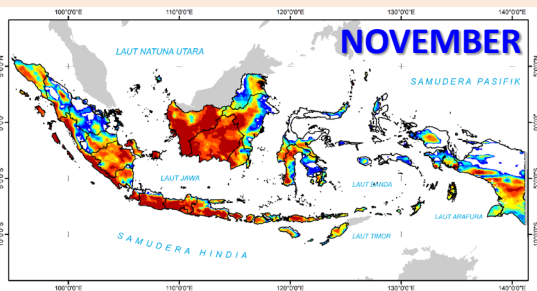 100°0'0"E 110°0'0"E 120°0'0"E 130°0'0"E 140°0'0"E
NOVEMBER
LAUT NATUNA UTARA
SAMUDERA PASIFIK
LAUT JAWA
LAUT BANDA
LAUT ARAFURA
LAUT TIMOR
SAMUDERA HINDIA
100°0'0"E 110°0'0"E 120°0'0"E 130°0'0"E 140°0'0"E